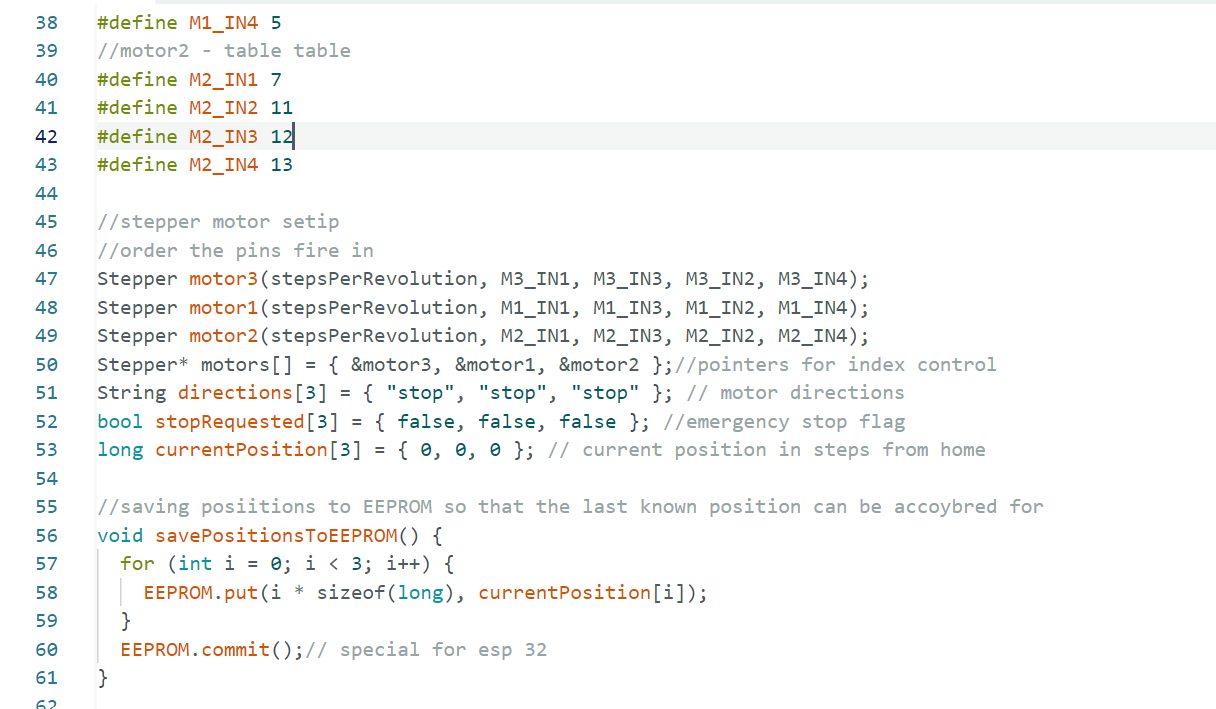 38 #define M1_IN4 5
39 //motor2 - table table
40 #define M2_IN1 7
41 #define M2_IN2 11
42 #define M2_IN3 12
43 #define M2_IN4 13
44
45 //stepper motor setip
46 //order the pins fire in
47 Stepper motor3(stepsPerRevolution, M3_IN1, M3_IN3, M3_IN2, M3_IN4);
48 Stepper motor1(stepsPerRevolution, M1_IN1, M1_IN3, M1_IN2, M1_IN4);
49 Stepper motor2(stepsPerRevolution, M2_IN1, M2_IN3, M2_IN2, M2_IN4);
50 Stepper* motors[] = { &motor3, &motor1, &motor2 };//pointers for index control
51 String directions[3] = { "stop", "stop", "stop" }; // motor directions
52 bool stopRequested[3] = { false, false, false }; //emergency stop flag
53 long currentPosition[3] = { 0, 0, 0 }; // current position in steps from home
54
55 //saving posiitions to EEPROM so that the last known position can be accoybred for
56 void savePositionsToEEPROM() {
57   for (int i = 0; i < 3; i++) {
58     EEPROM.put(i * sizeof(long), currentPosition[i]);
59   }
60   EEPROM.commit();// special for esp 32
61 }
62